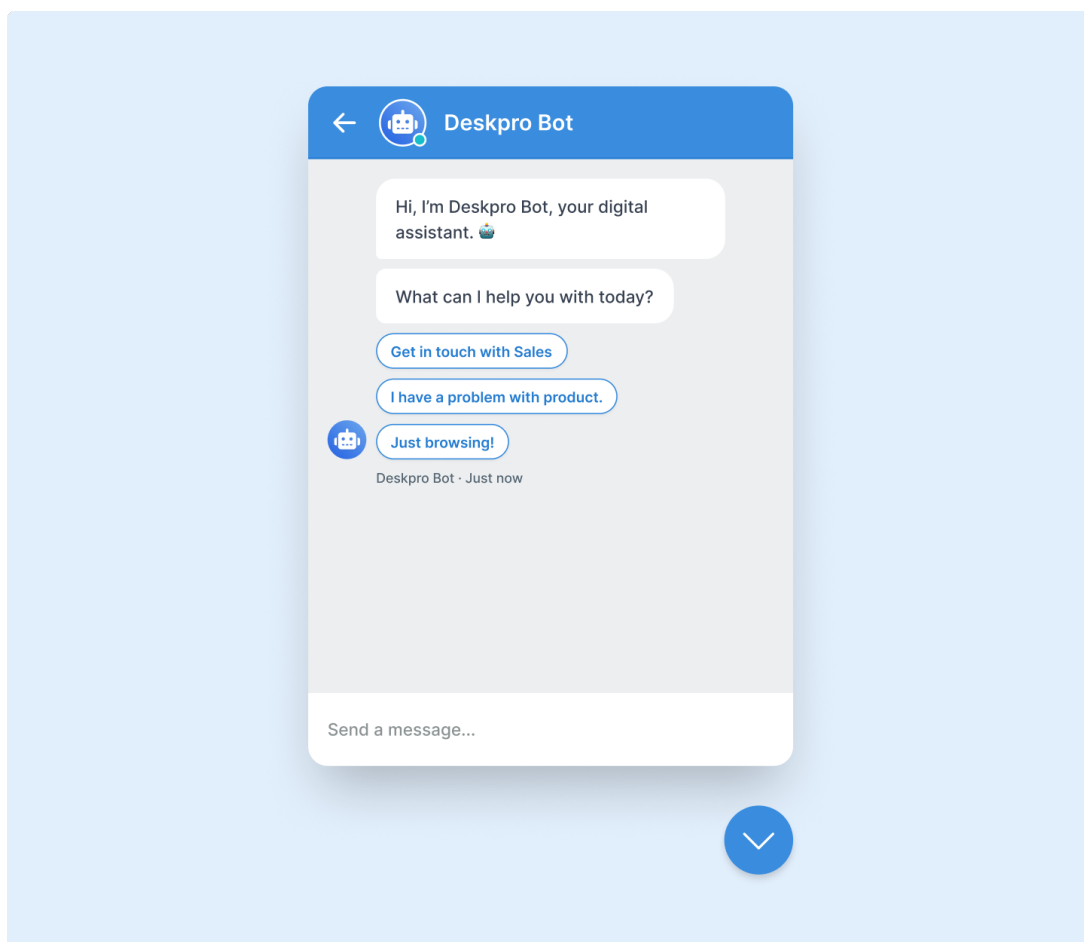 Deskpro Bot
Hi, I’m Deskpro Bot, your digital
assistant. 🤖
What can I help you with today?
Get in touch with Sales
I have a problem with product.
Just browsing!
Deskpro Bot · Just now
Send a message...